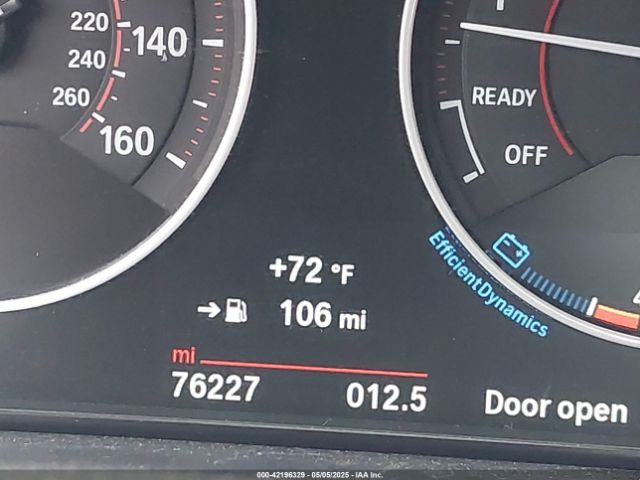 220
140
240
260
160
READY
OFF
EfficientDynamics
+72 °F
106 mi
mi
76227 012.5 Door open
000-42196329 - 05/05/2025 - IAA Inc.